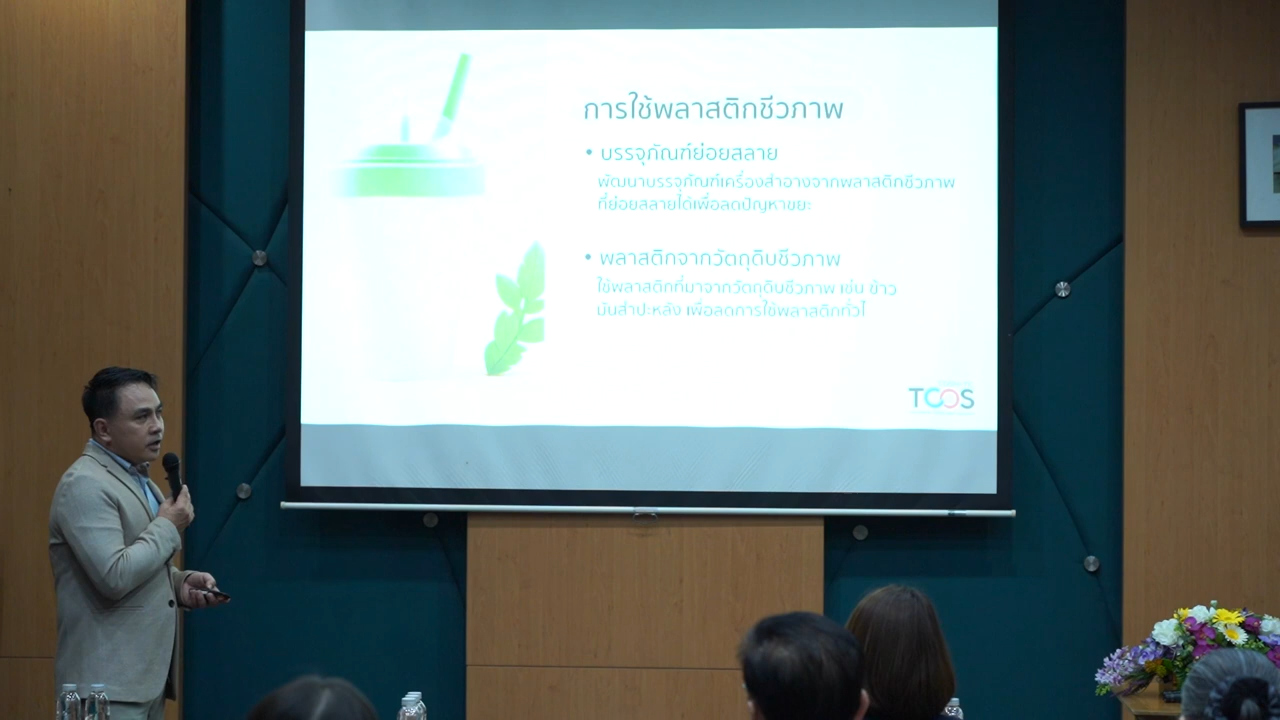 การใช้พลาสติกชีวภาพ
• บรรจุภัณฑ์ย่อยสลาย
พัฒนาบรรจุภัณฑ์เครื่องสำอางจากพลาสติกชีวภาพ
ที่ย่อยสลายได้เพื่อลดปัญหาขยะ
• พลาสติกจากวัตถุดิบชีวภาพ
ใช้พลาสติกที่มาจากวัตถุดิบชีวภาพ เช่น ข้าว
มันสำปะหลัง เพื่อลดการใช้พลาสติกทั่วไ
TCOS